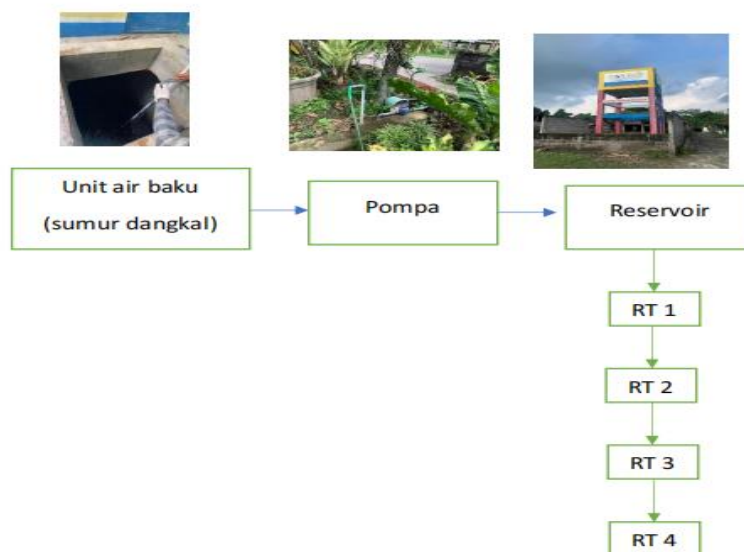 Unit air baku
(sumur dangkal)
Pompa
Reservoir
RT 1
RT 2
RT 3
RT 4